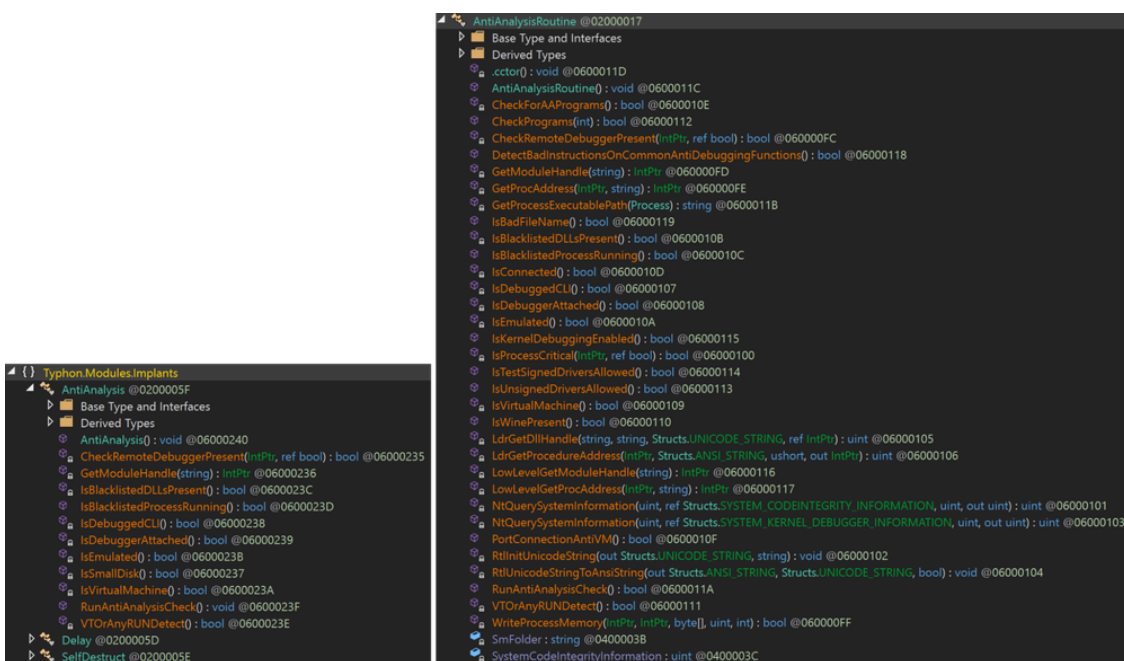 Typhon.Modules.Implants
AntiAnalysis @0200005F
Base Type and Interfaces
Derived Types
AntiAnalysis() : void @06000240
CheckRemoteDebuggerPresent(IntPtr, ref bool) : bool @06000235
GetModuleHandle(string) : IntPtr @06000236
IsBlacklistedDLLsPresent() : bool @0600023C
IsBlacklistedProcessRunning() : bool @0600023D
IsDebuggedCLI() : bool @06000238
IsDebuggerAttached() : bool @06000239
IsEmulated() : bool @0600023B
IsSmallDisk() : bool @06000237
IsVirtualMachine() : bool @0600023A
RunAntiAnalysisCheck() : void @0600023F
VTOrAnyRUNDetect() : bool @0600023E
Delay @0200005D
SelfDestruct @0200005E
AntiAnalysisRoutine @02000017
Base Type and Interfaces
Derived Types
.cctor() : void @0600011D
AntiAnalysisRoutine() : void @0600011C
CheckForAAPrograms() : bool @0600010E
CheckPrograms(int) : bool @06000112
CheckRemoteDebuggerPresent(IntPtr, ref bool) : bool @060000FC
DetectBadInstructionsOnCommonAntiDebuggingFunctions() : bool @06000118
GetModuleHandle(string) : IntPtr @060000FD
GetProcAddress(IntPtr, string) : IntPtr @060000FE
GetProcessExecutablePath(Process) : string @0600011B
IsBadFileName() : bool @06000119
IsBlacklistedDLLsPresent() : bool @0600010B
IsBlacklistedProcessRunning() : bool @0600010C
IsConnected() : bool @0600010D
IsDebuggedCLI() : bool @06000107
IsDebuggerAttached() : bool @06000108
IsEmulated() : bool @0600010A
IsKernelDebuggingEnabled() : bool @06000115
IsProcessCritical(IntPtr, ref bool) : bool @06000100
IsTestSignedDriversAllowed() : bool @06000114
IsUnsignedDriversAllowed() : bool @06000113
IsVirtualMachine() : bool @06000109
IsWinePresent() : bool @06000110
LdrGetDllHandle(string, string, Structs.UNICODE_STRING, ref IntPtr) : uint @06000105
LdrGetProcedureAddress(IntPtr, Structs.ANSI_STRING, ushort, out IntPtr) : uint @06000106
LowLevelGetModuleHandle(string) : IntPtr @06000116
LowLevelGetProcAddress(IntPtr, string) : IntPtr @06000117
NtQuerySystemInformation(uint, ref Structs.SYSTEM_CODEINTEGRITY_INFORMATION, uint, out uint) : uint @06000101
NtQuerySystemInformation(uint, ref Structs.SYSTEM_KERNEL_DEBUGGER_INFORMATION, uint, out uint) : uint @06000103
PortConnectionAntiVM() : bool @0600010F
RtlInitUnicodeString(out Structs.UNICODE_STRING, string) : void @06000102
RtlUnicodeStringToAnsiString(out Structs.ANSI_STRING, Structs.UNICODE_STRING, bool) : void @06000104
RunAntiAnalysisCheck() : bool @0600011A
VTOrAnyRUNDetect() : bool @06000111
WriteProcessMemory(IntPtr, IntPtr, byte[], uint, int) : bool @060000FF
SmFolder : string @0400003B
SystemCodeIntegrityInformation : uint @0400003C